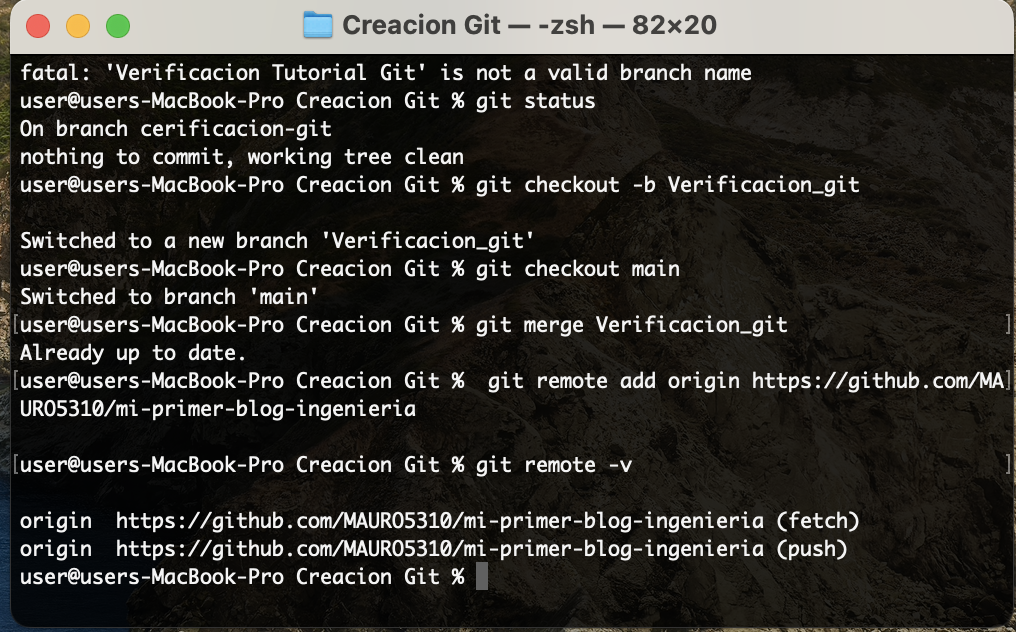 Creacion Git — -zsh — 82×20
fatal: 'Verificacion Tutorial Git' is not a valid branch name
user@users-MacBook-Pro Creacion Git % git status
On branch cerificacion-git
nothing to commit, working tree clean
user@users-MacBook-Pro Creacion Git % git checkout -b Verificacion_git
Switched to a new branch 'Verificacion_git'
user@users-MacBook-Pro Creacion Git % git checkout main
Switched to branch 'main'
[user@users-MacBook-Pro Creacion Git % git merge Verificacion_git ]
Already up to date.
[user@users-MacBook-Pro Creacion Git %  git remote add origin https://github.com/MA]
URO5310/mi-primer-blog-ingenieria
[user@users-MacBook-Pro Creacion Git % git remote -v ]
origin  https://github.com/MAURO5310/mi-primer-blog-ingenieria (fetch)
origin  https://github.com/MAURO5310/mi-primer-blog-ingenieria (push)
user@users-MacBook-Pro Creacion Git %